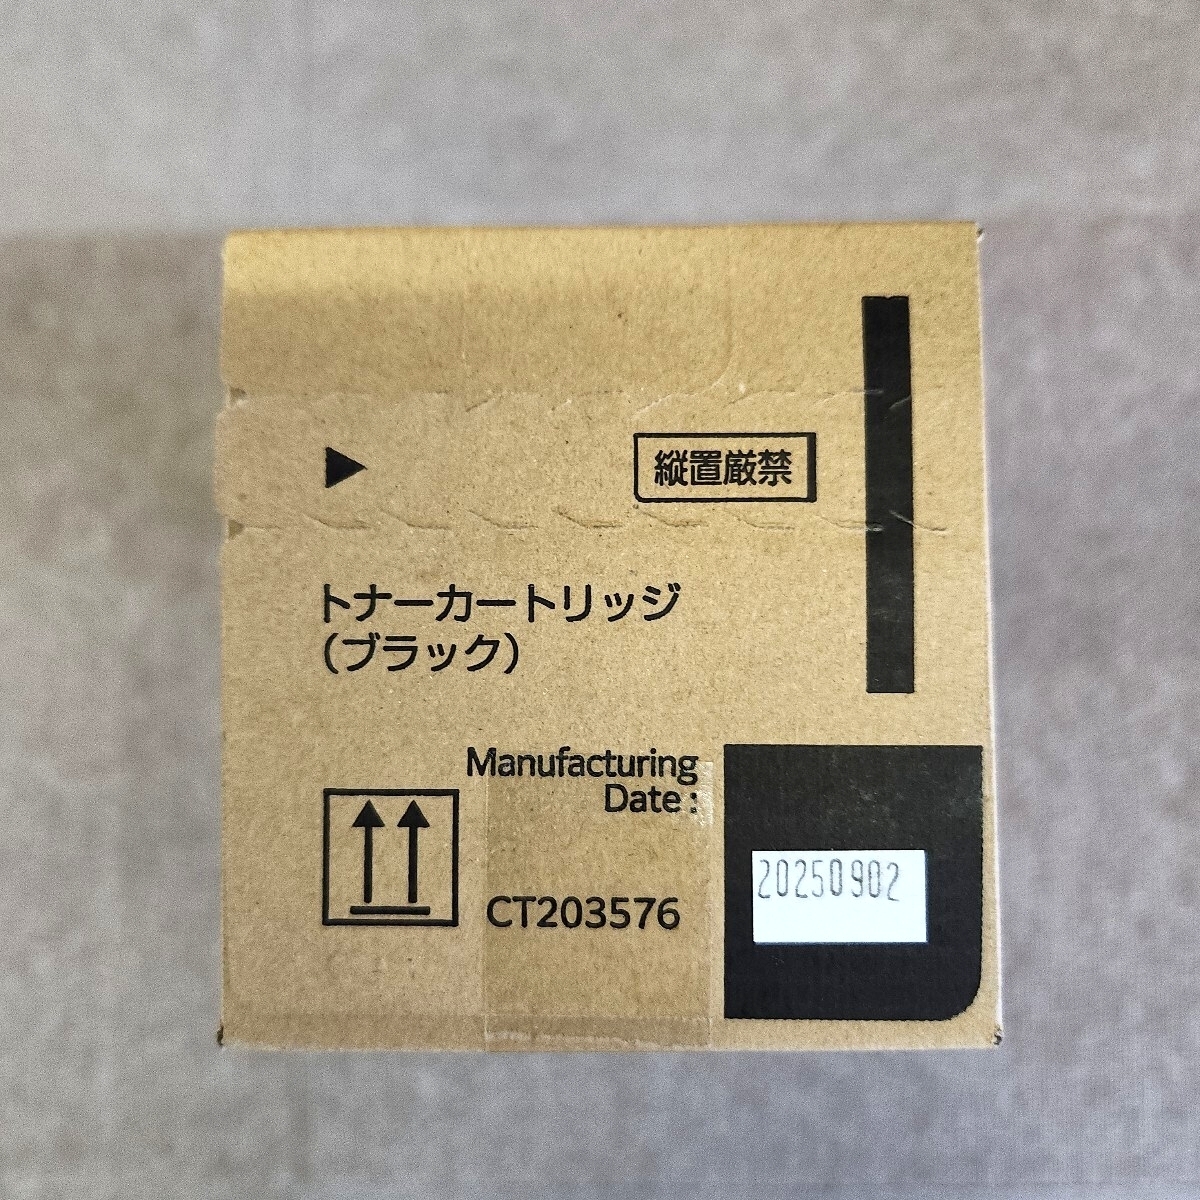 縦置厳禁
トナーカートリッジ
(ブラック)
Manufacturing
Date :
20250902
CT203576